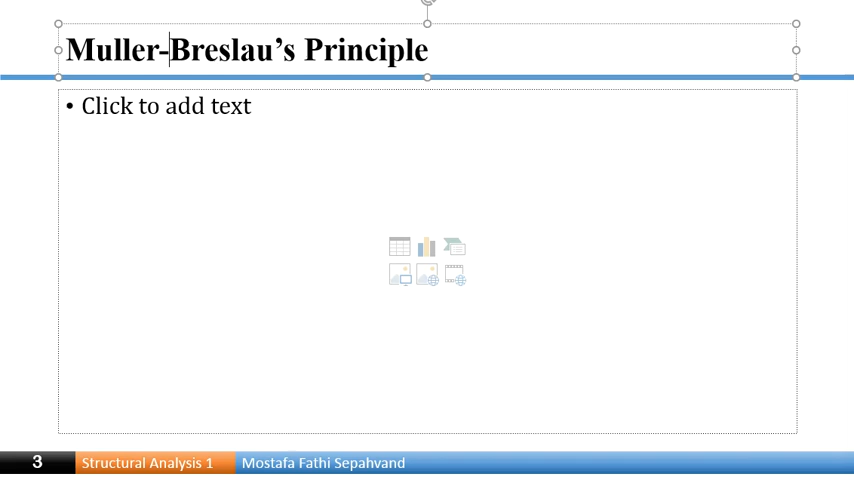 Muller-Breslau’s Principle
• Click to add text
3 Structural Analysis 1 Mostafa Fathi Sepahvand